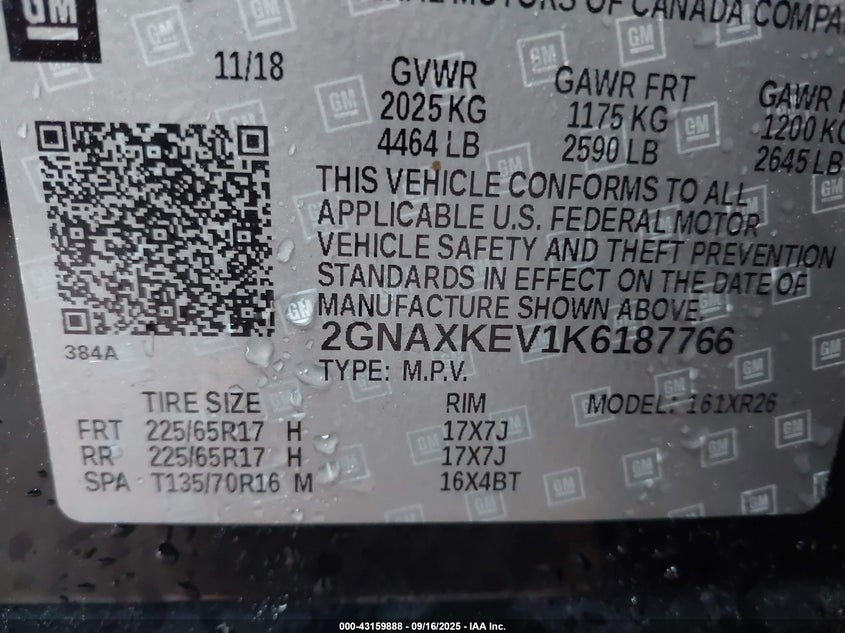 GM
MOTORS OF CANADA COMPA
11/18
GVWR
2025 KG
4464 LB
GAWR FRT
1175 KG
2590 LB
GAWR
1200 KG
2645 LB
THIS VEHICLE CONFORMS TO ALL
APPLICABLE U.S. FEDERAL MOTOR
VEHICLE SAFETY AND THEFT PREVENTION
STANDARDS IN EFFECT ON THE DATE OF
MANUFACTURE SHOWN ABOVE.
384A
2GNAXKEV1K6187766
TYPE: M.P.V.
TIRE SIZE RIM MODEL: 161XR26
FRT 225/65R17 H 17X7J
RR 225/65R17 H 17X7J
SPA T135/70R16 M 16X4BT
000-43159888 - 09/16/2025 - IAA Inc.